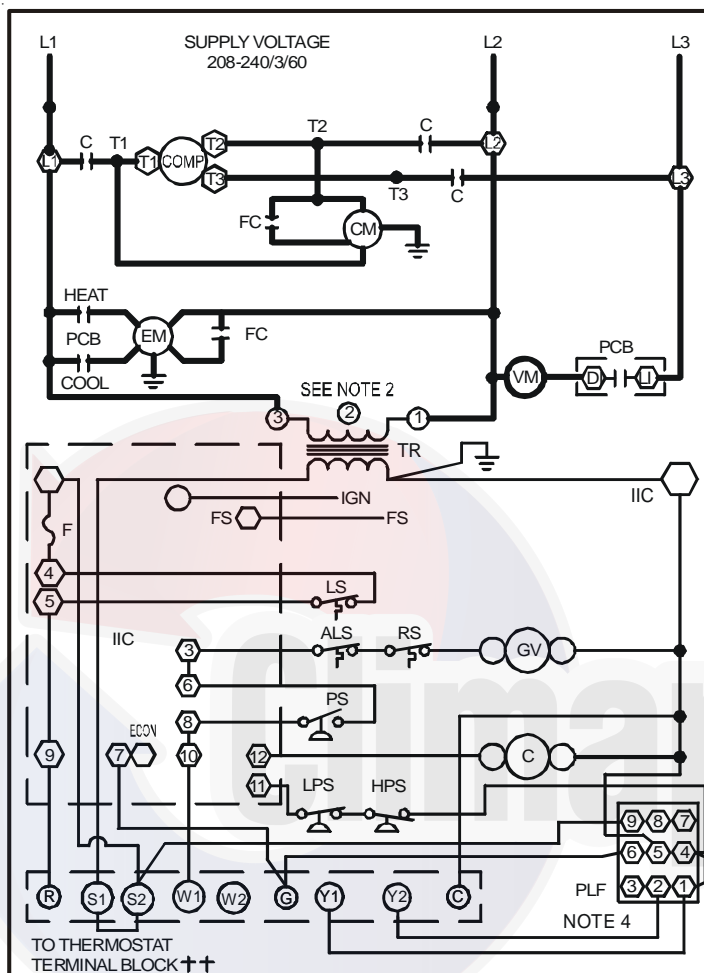 L1 SUPPLY VOLTAGE L2 L3
208-240/3/60
C T1 T2 C
L1 T1 COMP T2 L2
T3 T3 C L3
FC CM
HEAT
PCB EM FC PCB
COOL VM D LI
SEE NOTE 2
3 2 1
TR
IGN IIC
F FS FS
4 LS
5
IIC ALS RS
3 GV
6
PS
ECON 8
9 7 10 12 C
11 LPS HPS
9 8 7
6 5 4
PLF 3 2 1
R S1 S2 W1 W2 G Y1 Y2 C
NOTE 4
TO THERMOSTAT
TERMINAL BLOCK ✝✝
Clima